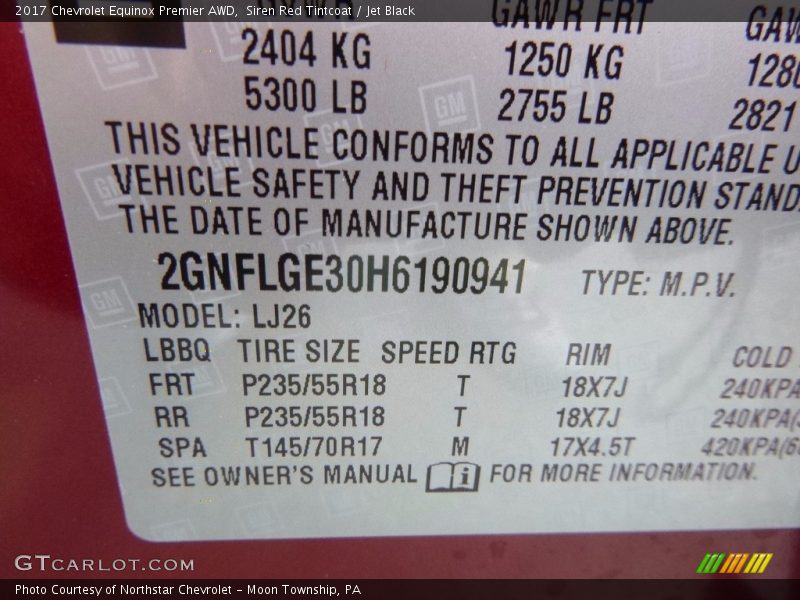 2017 Chevrolet Equinox Premier AWD,  Siren Red Tintcoat / Jet Black
GVWR GAWR FRT GAW
2404 KG 1250 KG 128
5300 LB 2755 LB 2821
THIS VEHICLE CONFORMS TO ALL APPLICABLE U
VEHICLE SAFETY AND THEFT PREVENTION STAND
THE DATE OF MANUFACTURE SHOWN ABOVE.
2GNFLGE30H6190941 TYPE: M.P.V.
MODEL: LJ26
LBBQ TIRE SIZE SPEED RTG RIM COLD
FRT P235/55R18 T 18X7J 240KPA
RR P235/55R18 T 18X7J 240KPA(
SPA T145/70R17 M 17X4.5T 420KPA(6
SEE OWNER'S MANUAL i FOR MORE INFORMATION.
GTCARLOT.COM
Photo Courtesy of Northstar Chevrolet - Moon Township, PA